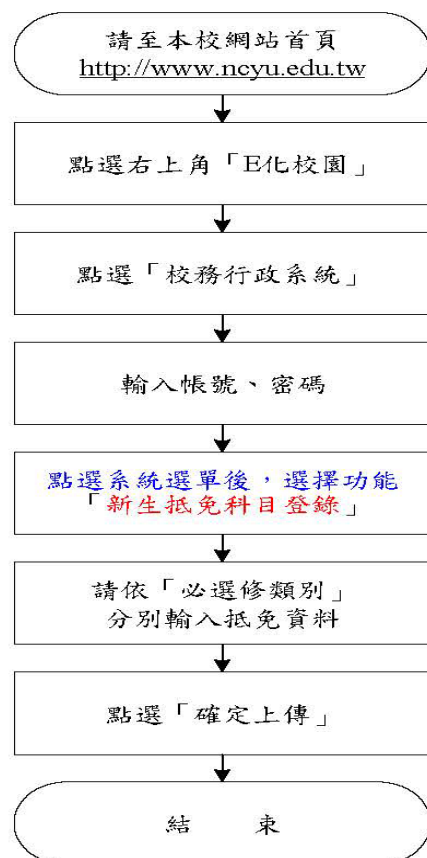 請至本校網站首頁
http://www.ncyu.edu.tw
點選右上角「E化校園」
點選「校務行政系統」
輸入帳號、密碼
點選系統選單後，選擇功能
「新生抵免科目登錄」
請依「必選修類別」
分別輸入抵免資料
點選「確定上傳」
結　　束